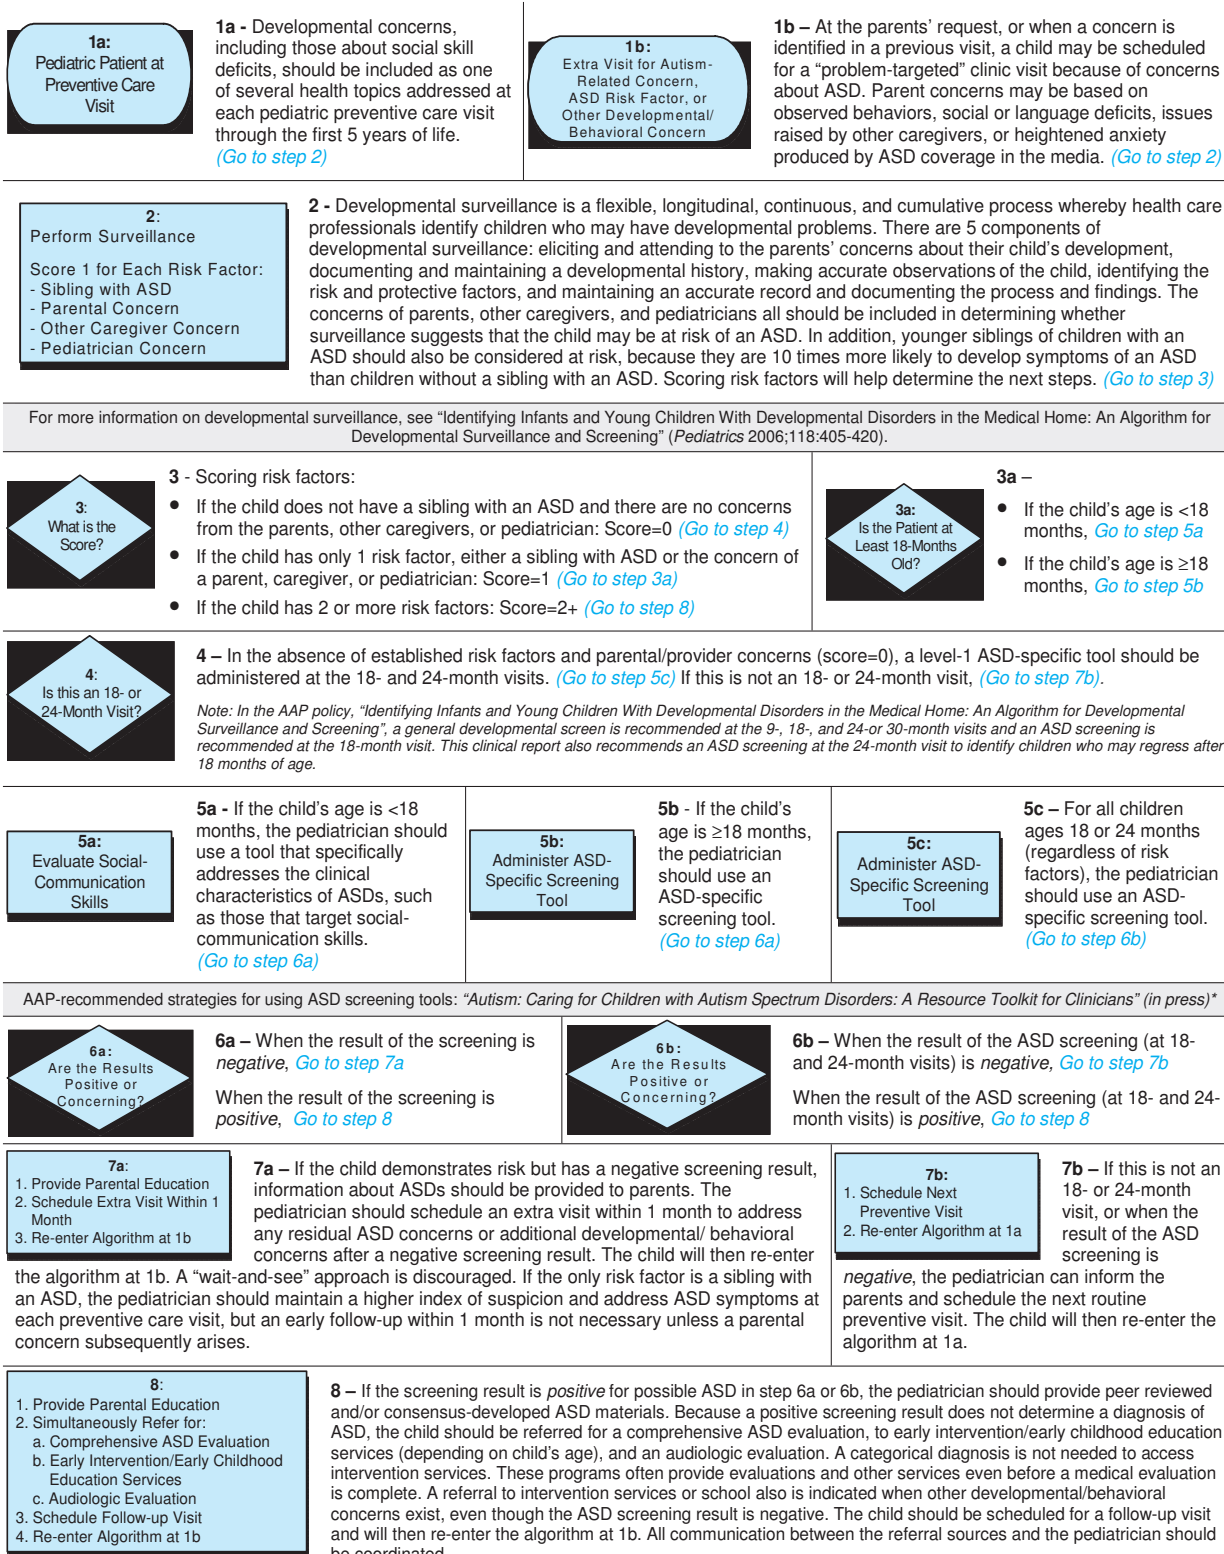 1a:
Pediatric Patient at
Preventive Care
Visit
1a - Developmental concerns,
including those about social skill
deficits, should be included as one
of several health topics addressed at
each pediatric preventive care visit
through the first 5 years of life.
(Go to step 2)
1b:
Extra Visit for Autism-
Related Concern,
ASD Risk Factor, or
Other Developmental/
Behavioral Concern
1b – At the parents' request, or when a concern is
identified in a previous visit, a child may be scheduled
for a "problem-targeted" clinic visit because of concerns
about ASD. Parent concerns may be based on
observed behaviors, social or language deficits, issues
raised by other caregivers, or heightened anxiety
produced by ASD coverage in the media. (Go to step 2)
2:
Perform Surveillance
Score 1 for Each Risk Factor:
- Sibling with ASD
- Parental Concern
- Other Caregiver Concern
- Pediatrician Concern
2 - Developmental surveillance is a flexible, longitudinal, continuous, and cumulative process whereby health care
professionals identify children who may have developmental problems. There are 5 components of
developmental surveillance: eliciting and attending to the parents' concerns about their child's development,
documenting and maintaining a developmental history, making accurate observations of the child, identifying the
risk and protective factors, and maintaining an accurate record and documenting the process and findings. The
concerns of parents, other caregivers, and pediatricians all should be included in determining whether
surveillance suggests that the child may be at risk of an ASD. In addition, younger siblings of children with an
ASD should also be considered at risk, because they are 10 times more likely to develop symptoms of an ASD
than children without a sibling with an ASD. Scoring risk factors will help determine the next steps. (Go to step 3)
For more information on developmental surveillance, see "Identifying Infants and Young Children With Developmental Disorders in the Medical Home: An Algorithm for
Developmental Surveillance and Screening" (Pediatrics 2006;118:405-420).
3:
What is the
Score?
3 - Scoring risk factors:
• If the child does not have a sibling with an ASD and there are no concerns
from the parents, other caregivers, or pediatrician: Score=0 (Go to step 4)
• If the child has only 1 risk factor, either a sibling with ASD or the concern of
a parent, caregiver, or pediatrician: Score=1 (Go to step 3a)
• If the child has 2 or more risk factors: Score=2+ (Go to step 8)
3a:
Is the Patient at
Least 18-Months
Old?
3a –
• If the child's age is <18
months, Go to step 5a
• If the child's age is ≥18
months, Go to step 5b
4:
Is this an 18- or
24-Month Visit?
4 – In the absence of established risk factors and parental/provider concerns (score=0), a level-1 ASD-specific tool should be
administered at the 18- and 24-month visits. (Go to step 5c) If this is not an 18- or 24-month visit, (Go to step 7b).
Note: In the AAP policy, "Identifying Infants and Young Children With Developmental Disorders in the Medical Home: An Algorithm for Developmental
Surveillance and Screening", a general developmental screen is recommended at the 9-, 18-, and 24-or 30-month visits and an ASD screening is
recommended at the 18-month visit. This clinical report also recommends an ASD screening at the 24-month visit to identify children who may regress after
18 months of age.
5a:
Evaluate Social-
Communication
Skills
5a - If the child's age is <18
months, the pediatrician should
use a tool that specifically
addresses the clinical
characteristics of ASDs, such
as those that target social-
communication skills.
(Go to step 6a)
5b:
Administer ASD-
Specific Screening
Tool
5b - If the child's
age is ≥18 months,
the pediatrician
should use an
ASD-specific
screening tool.
(Go to step 6a)
5c:
Administer ASD-
Specific Screening
Tool
5c – For all children
ages 18 or 24 months
(regardless of risk
factors), the pediatrician
should use an ASD-
specific screening tool.
(Go to step 6b)
AAP-recommended strategies for using ASD screening tools: "Autism: Caring for Children with Autism Spectrum Disorders: A Resource Toolkit for Clinicians" (in press)*
6a:
Are the Results
Positive or
Concerning?
6a – When the result of the screening is
negative, Go to step 7a
When the result of the screening is
positive, Go to step 8
6b:
Are the Results
Positive or
Concerning?
6b – When the result of the ASD screening (at 18-
and 24-month visits) is negative, Go to step 7b
When the result of the ASD screening (at 18- and 24-
month visits) is positive, Go to step 8
7a:
1. Provide Parental Education
2. Schedule Extra Visit Within 1
Month
3. Re-enter Algorithm at 1b
7a – If the child demonstrates risk but has a negative screening result,
information about ASDs should be provided to parents. The
pediatrician should schedule an extra visit within 1 month to address
any residual ASD concerns or additional developmental/ behavioral
concerns after a negative screening result. The child will then re-enter
the algorithm at 1b. A "wait-and-see" approach is discouraged. If the only risk factor is a sibling with
an ASD, the pediatrician should maintain a higher index of suspicion and address ASD symptoms at
each preventive care visit, but an early follow-up within 1 month is not necessary unless a parental
concern subsequently arises.
7b:
1. Schedule Next
Preventive Visit
2. Re-enter Algorithm at 1a
7b – If this is not an
18- or 24-month
visit, or when the
result of the ASD
screening is
negative, the pediatrician can inform the
parents and schedule the next routine
preventive visit. The child will then re-enter the
algorithm at 1a.
8:
1. Provide Parental Education
2. Simultaneously Refer for:
a. Comprehensive ASD Evaluation
b. Early Intervention/Early Childhood
Education Services
c. Audiologic Evaluation
3. Schedule Follow-up Visit
4. Re-enter Algorithm at 1b
8 – If the screening result is positive for possible ASD in step 6a or 6b, the pediatrician should provide peer reviewed
and/or consensus-developed ASD materials. Because a positive screening result does not determine a diagnosis of
ASD, the child should be referred for a comprehensive ASD evaluation, to early intervention/early childhood education
services (depending on child's age), and an audiologic evaluation. A categorical diagnosis is not needed to access
intervention services. These programs often provide evaluations and other services even before a medical evaluation
is complete. A referral to intervention services or school also is indicated when other developmental/behavioral
concerns exist, even though the ASD screening result is negative. The child should be scheduled for a follow-up visit
and will then re-enter the algorithm at 1b. All communication between the referral sources and the pediatrician should
be coordinated